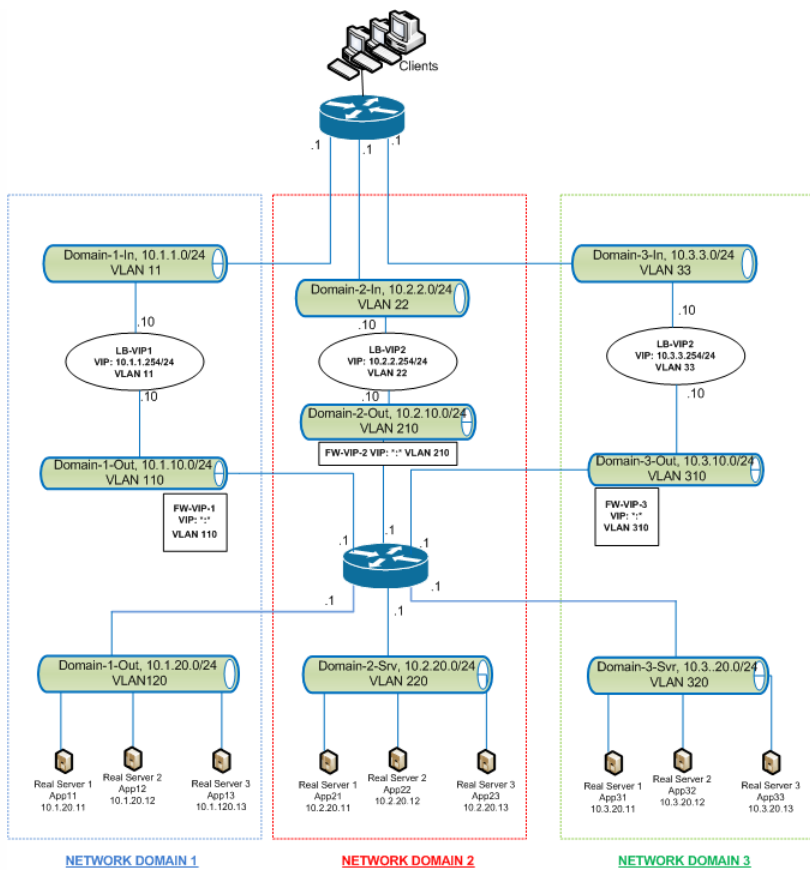 Clients
.1
.1
.1
Domain-1-In, 10.1.1.0/24
VLAN 11
Domain-2-In, 10.2.2.0/24
VLAN 22
Domain-3-In, 10.3.3.0/24
VLAN 33
.10
.10
.10
LB-VIP1
VIP: 10.1.1.254/24
VLAN 11
LB-VIP2
VIP: 10.2.2.254/24
VLAN 22
LB-VIP2
VIP: 10.3.3.254/24
VLAN 33
.10
.10
.10
Domain-1-Out, 10.1.10.0/24
VLAN 110
Domain-2-Out, 10.2.10.0/24
VLAN 210
Domain-3-Out, 10.3.10.0/24
VLAN 310
FW-VIP-1
VIP: *:*
VLAN 110
FW-VIP-2 VIP: *:* VLAN 210
FW-VIP-3
VIP: *:*
VLAN 310
.1
.1
.1
.1
.1
.1
Domain-1-Out, 10.1.20.0/24
VLAN120
Domain-2-Srv, 10.2.20.0/24
VLAN 220
Domain-3-Svr, 10.3..20.0/24
VLAN 320
Real Server 1
App11
10.1.20.11
Real Server 2
App12
10.1.20.12
Real Server 3
App13
10.1.120.13
Real Server 1
App21
10.2.20.11
Real Server 2
App22
10.2.20.12
Real Server 3
App23
10.2.20.13
Real Server 1
App31
10.3.20.11
Real Server 2
App32
10.3.20.12
Real Server 3
App33
10.3.20.13
NETWORK DOMAIN 1
NETWORK DOMAIN 2
NETWORK DOMAIN 3